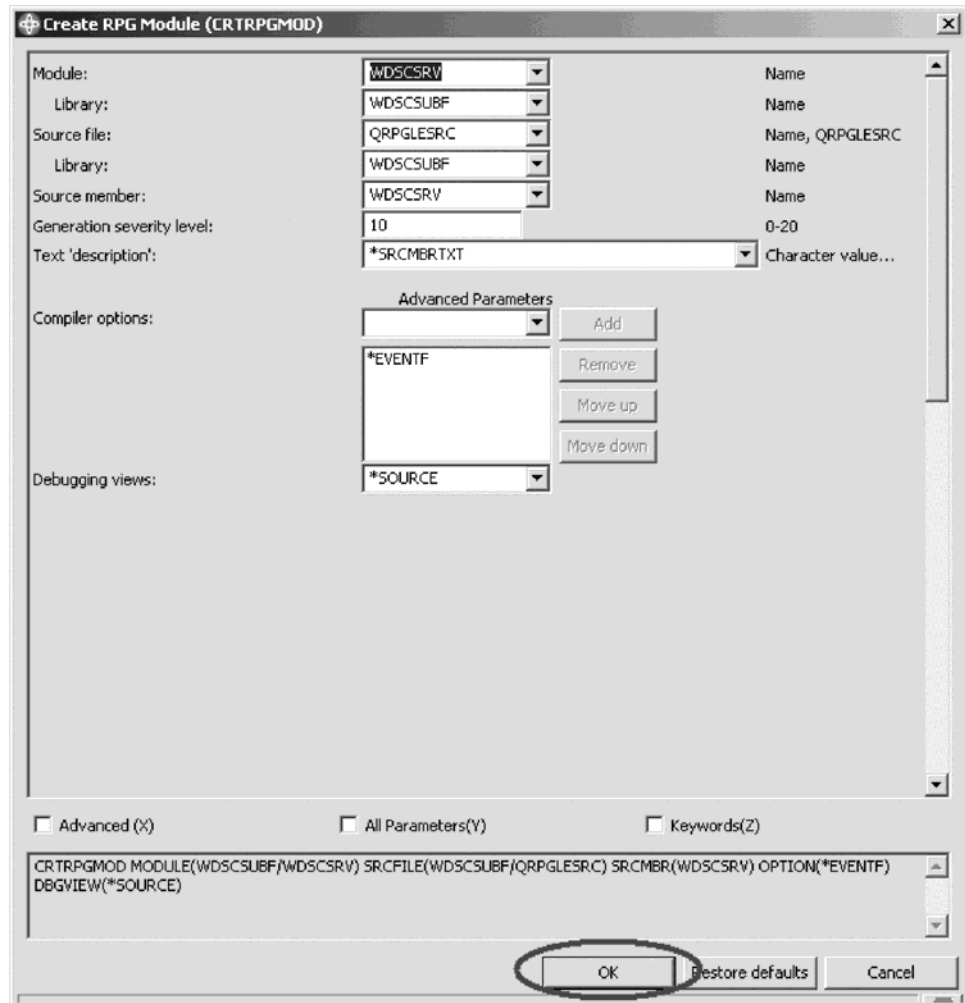 Create RPG Module (CRTRPGMOD)
Module: WDSCSRV Name
Library: WDSCSUBF Name
Source file: QRPGLESRC Name, QRPGLESRC
Library: WDSCSUBF Name
Source member: WDSCSRV Name
Generation severity level: 10 0-20
Text 'description': *SRCMBRTXT Character value...
Advanced Parameters
Compiler options: Add
*EVENTF Remove
Move up
Move down
Debugging views: *SOURCE
Advanced (X) All Parameters(Y) Keywords(Z)
CRTRPGMOD MODULE(WDSCSUBF/WDSCSRV) SRCFILE(WDSCSUBF/QRPGLESRC) SRCMBR(WDSCSRV) OPTION(*EVENTF)
DBGVIEW(*SOURCE)
OK Restore defaults Cancel